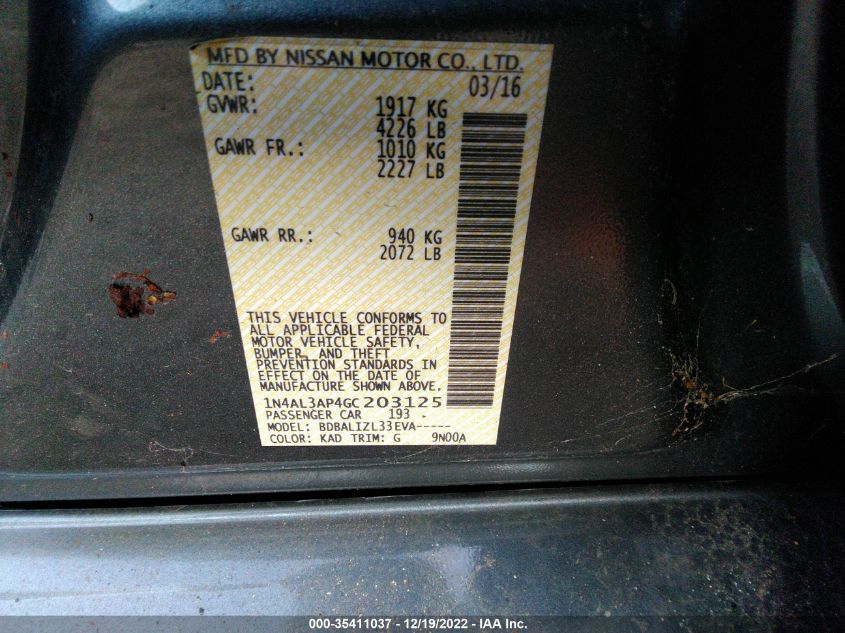 MFD BY NISSAN MOTOR CO., LTD.
DATE: 03/16
GVWR: 1917 KG
4226 LB
GAWR FR.: 1010 KG
2227 LB
GAWR RR.: 940 KG
2072 LB
THIS VEHICLE CONFORMS TO
ALL APPLICABLE FEDERAL
MOTOR VEHICLE SAFETY,
BUMPER, AND THEFT
PREVENTION STANDARDS IN
EFFECT ON THE DATE OF
MANUFACTURE SHOWN ABOVE.
1N4AL3AP4GC203125
PASSENGER CAR 193
MODEL: BDBALIZL33EVA-----
COLOR: KAD TRIM: G 9N00A
000-35411037 - 12/19/2022 - IAA Inc.